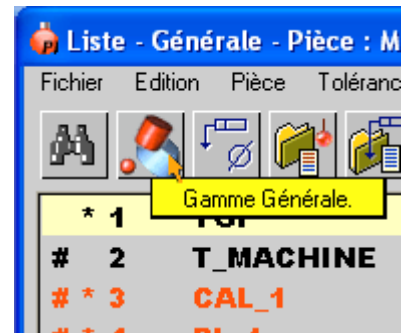 Liste - Générale - Pièce : M
Fichier Edition Pièce Toléranc
Gamme Générale.
* 1
# 2 T_MACHINE
# * 3 CAL_1